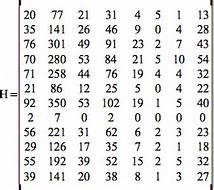 20 77 21 31 4 5 1 13
35 141 26 46 9 0 4 28
76 301 49 91 23 2 7 43
70 280 53 84 21 5 10 54
71 258 44 76 19 4 4 32
21 86 12 25 5 0 4 22
H= 92 350 53 102 19 1 5 40
2 7 0 2 0 0 0 0
56 221 31 62 6 2 3 23
29 126 17 35 7 2 1 18
55 192 39 52 15 2 5 32
39 141 20 38 8 1 3 27